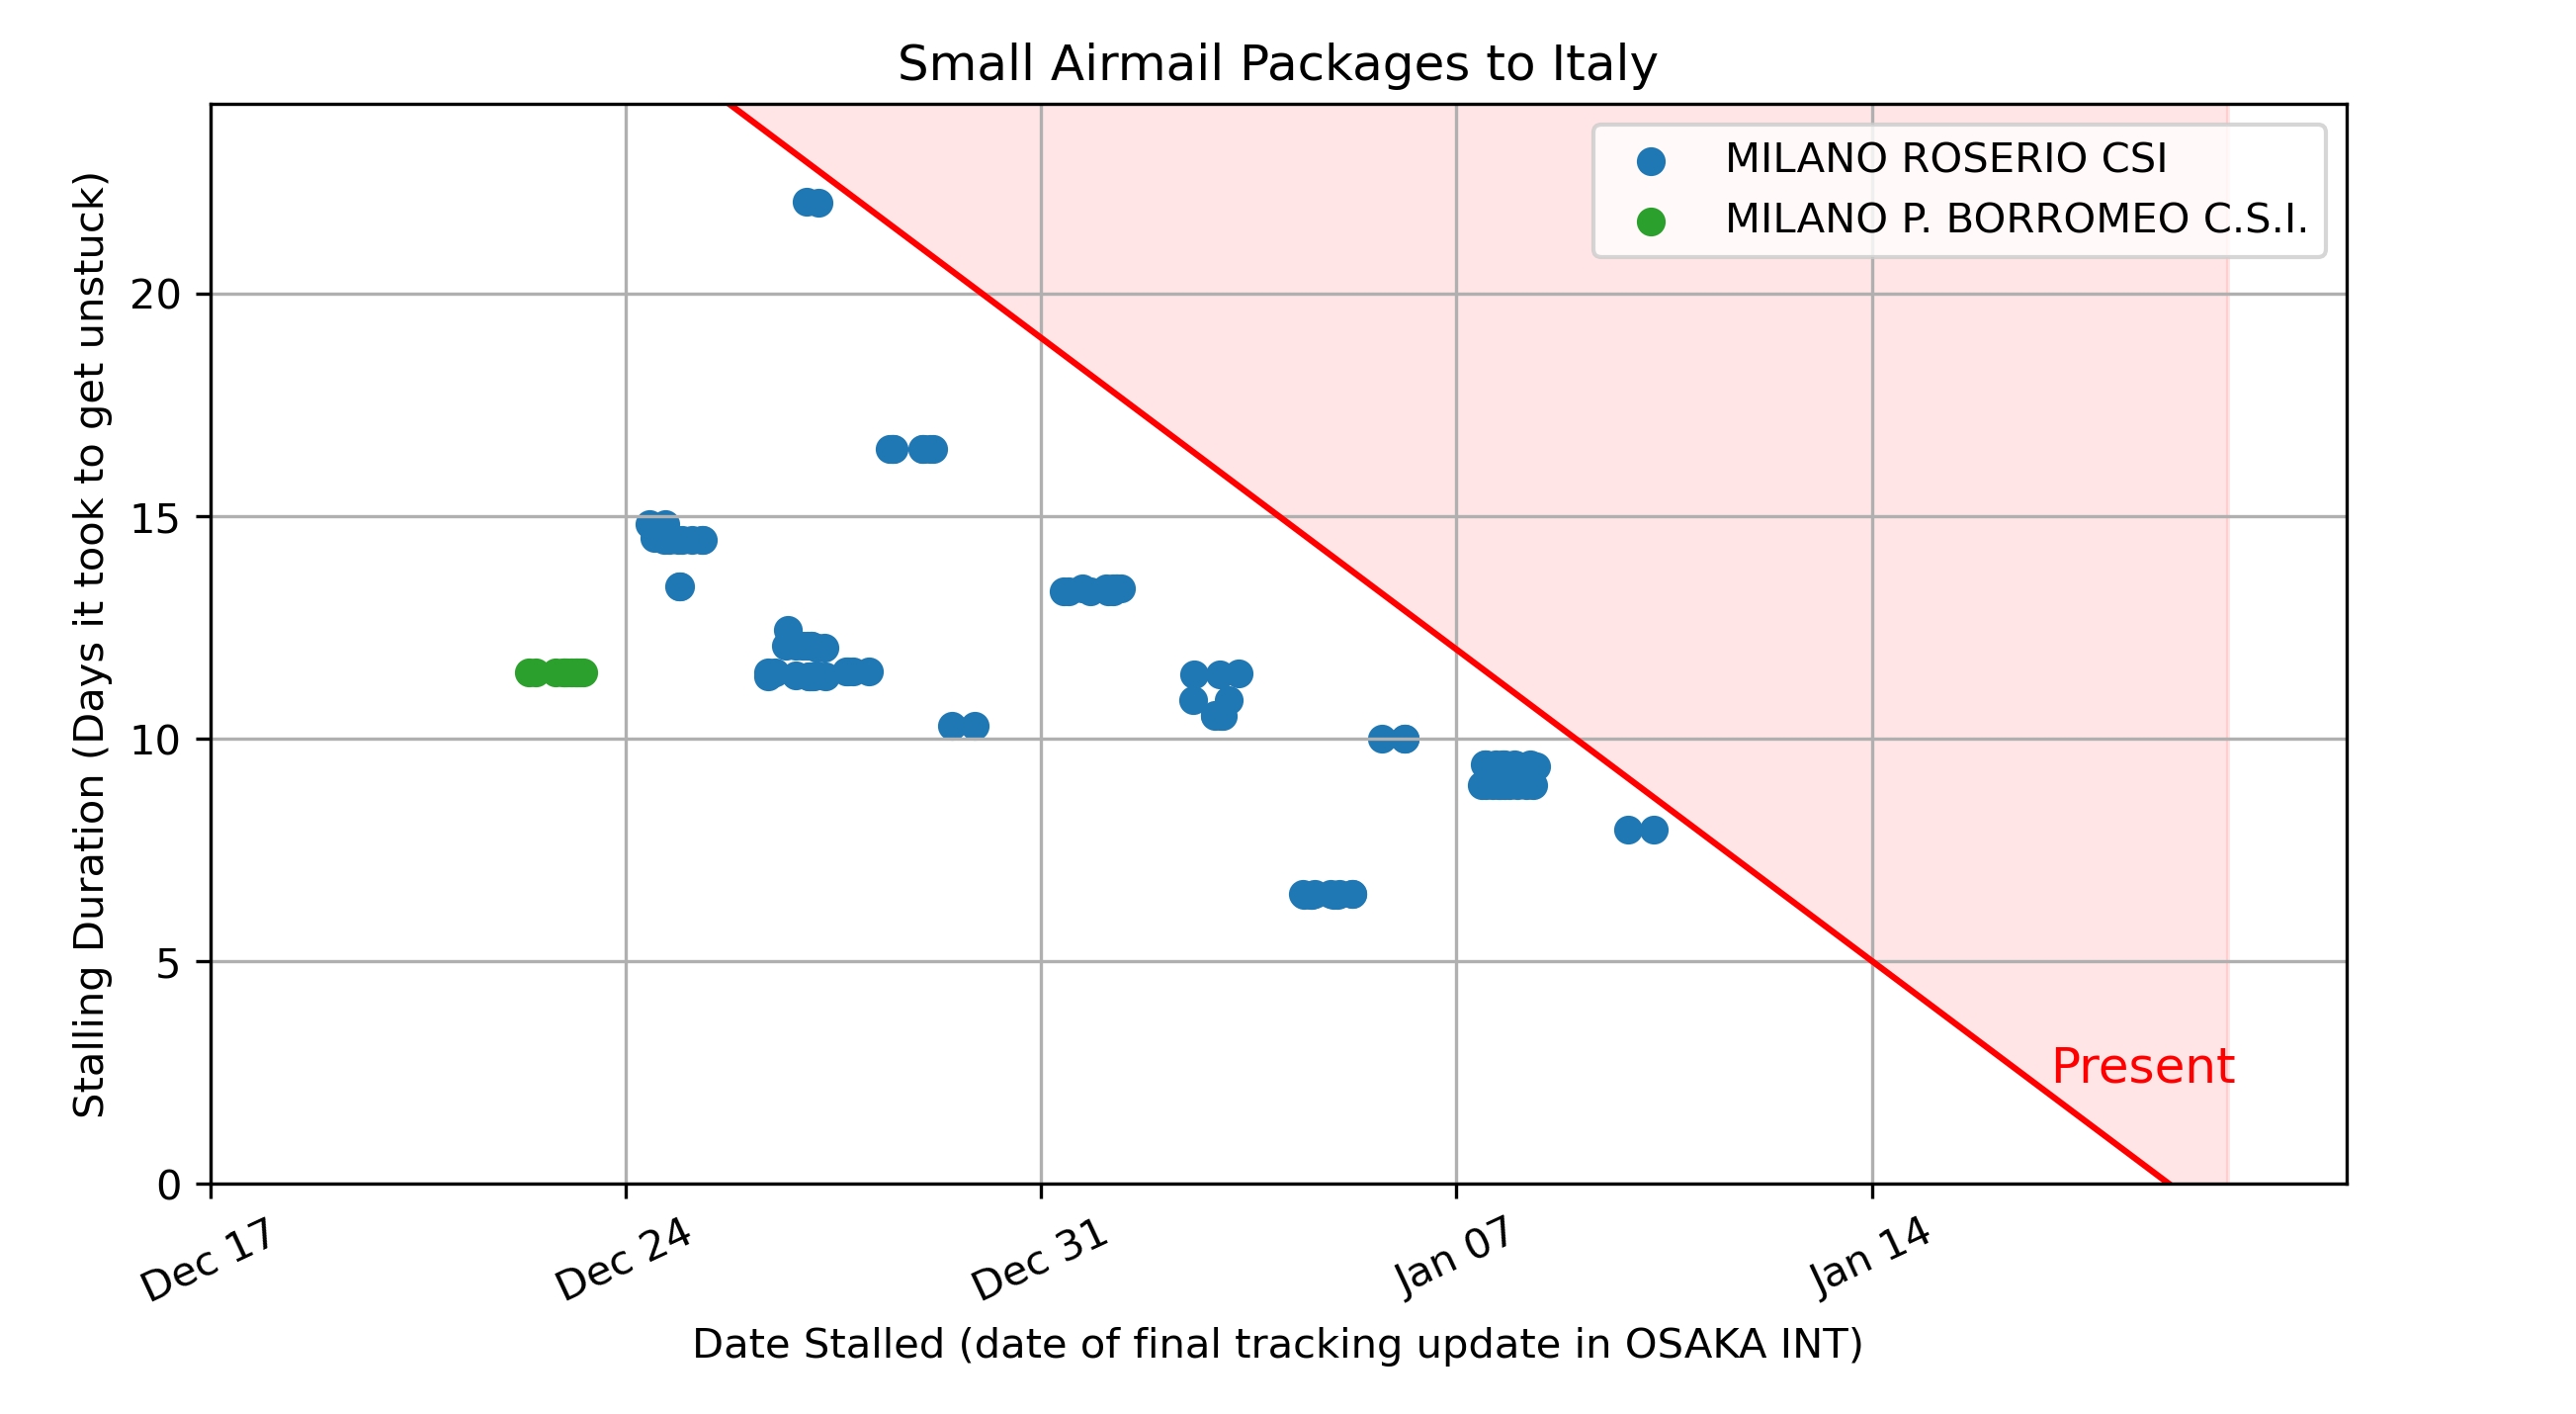 Small Airmail Packages to Italy
MILANO ROSERIO CSI
MILANO P. BORROMEO C.S.I.
Stalling Duration (Days it took to get unstuck)
20
15
10
5
0
Present
Dec 17
Dec 24
Dec 31
Jan 07
Jan 14
Date Stalled (date of final tracking update in OSAKA INT)